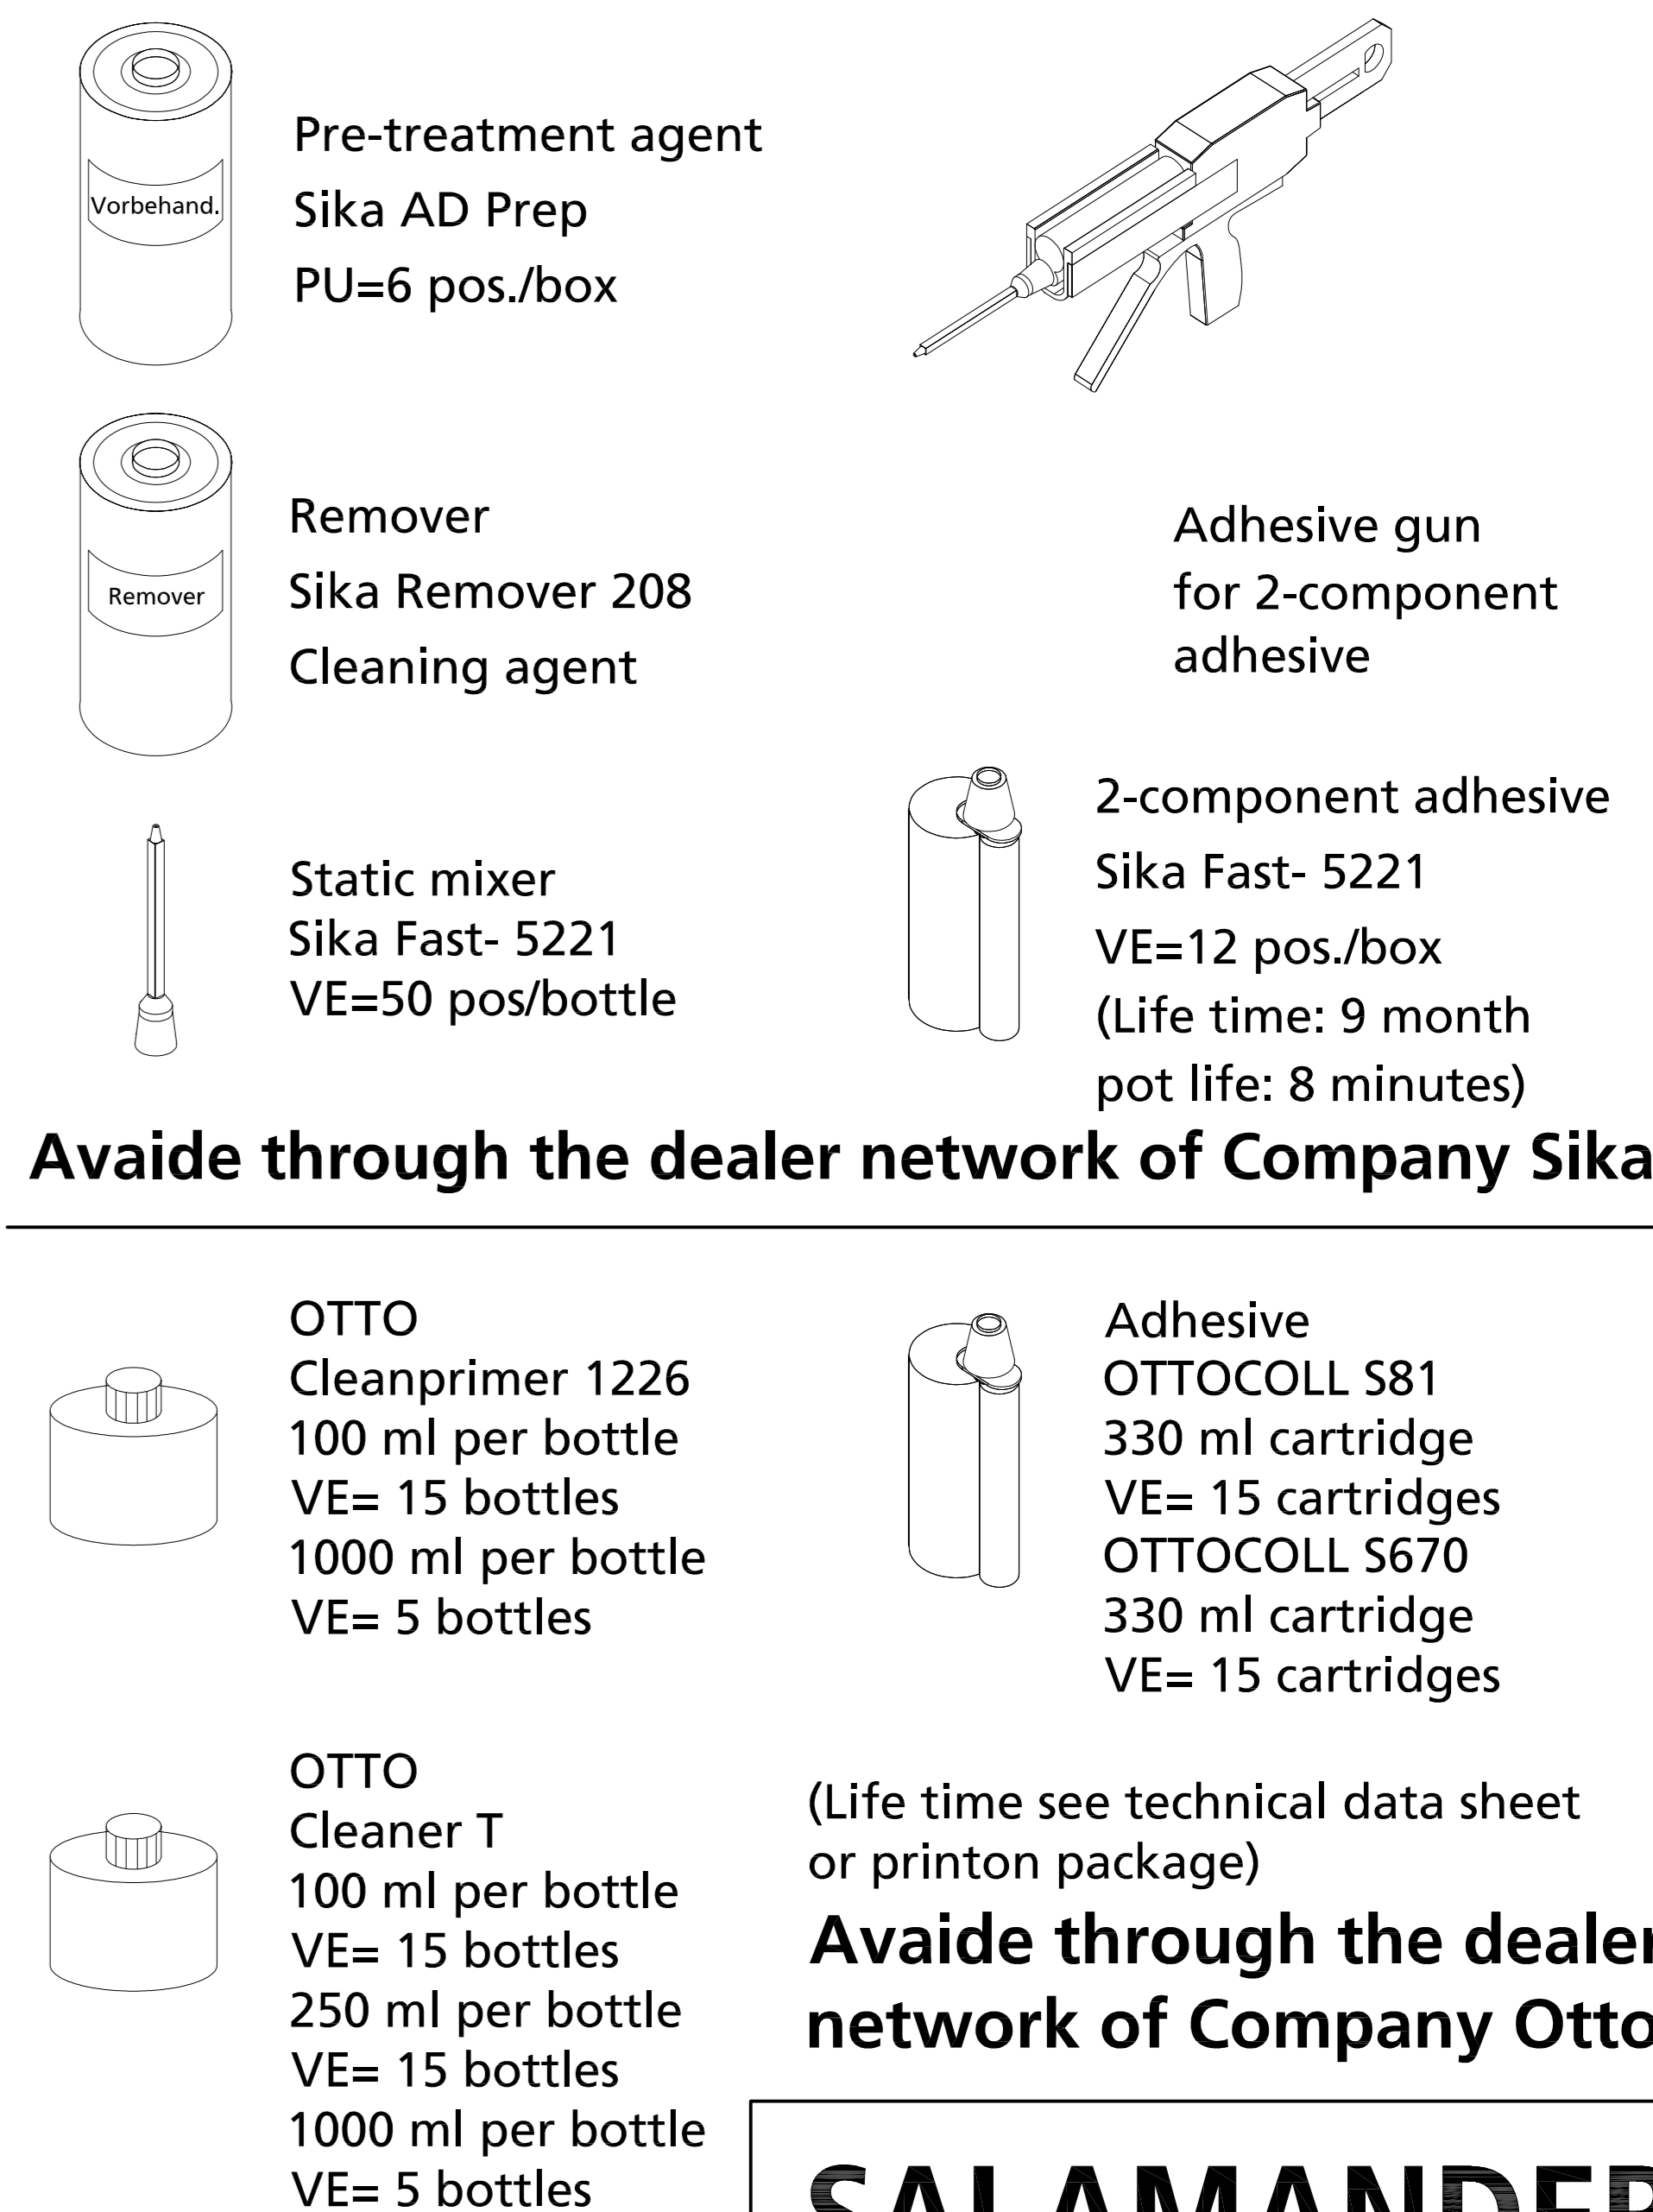 Vorbehand.
Pre-treatment agent
Sika AD Prep
PU=6 pos./box
Remover
Remover
Sika Remover 208
Cleaning agent
Adhesive gun
for 2-component
adhesive
Static mixer
Sika Fast- 5221
VE=50 pos/bottle
2-component adhesive
Sika Fast- 5221
VE=12 pos./box
(Life time: 9 month
pot life: 8 minutes)
Avaide through the dealer network of Company Sika
OTTO
Cleanprimer 1226
100 ml per bottle
VE= 15 bottles
1000 ml per bottle
VE= 5 bottles
Adhesive
OTTOCOLL S81
330 ml cartridge
VE= 15 cartridges
OTTOCOLL S670
330 ml cartridge
VE= 15 cartridges
OTTO
Cleaner T
100 ml per bottle
VE= 15 bottles
250 ml per bottle
VE= 15 bottles
1000 ml per bottle
VE= 5 bottles
(Life time see technical data sheet
or printon package)
Avaide through the dealer
network of Company Otto
SALAMANDER